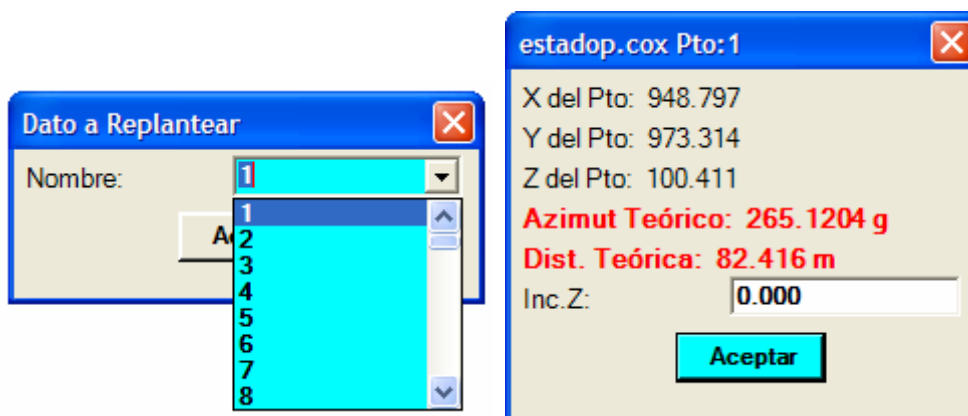 Dato a Replantear
Nombre: 1
1
2
3
4
5
6
7
8
estadop.cox Pto:1
X del Pto: 948.797
Y del Pto: 973.314
Z del Pto: 100.411
Azimut Teórico: 265.1204 g
Dist. Teórica: 82.416 m
Inc.Z: 0.000
Aceptar